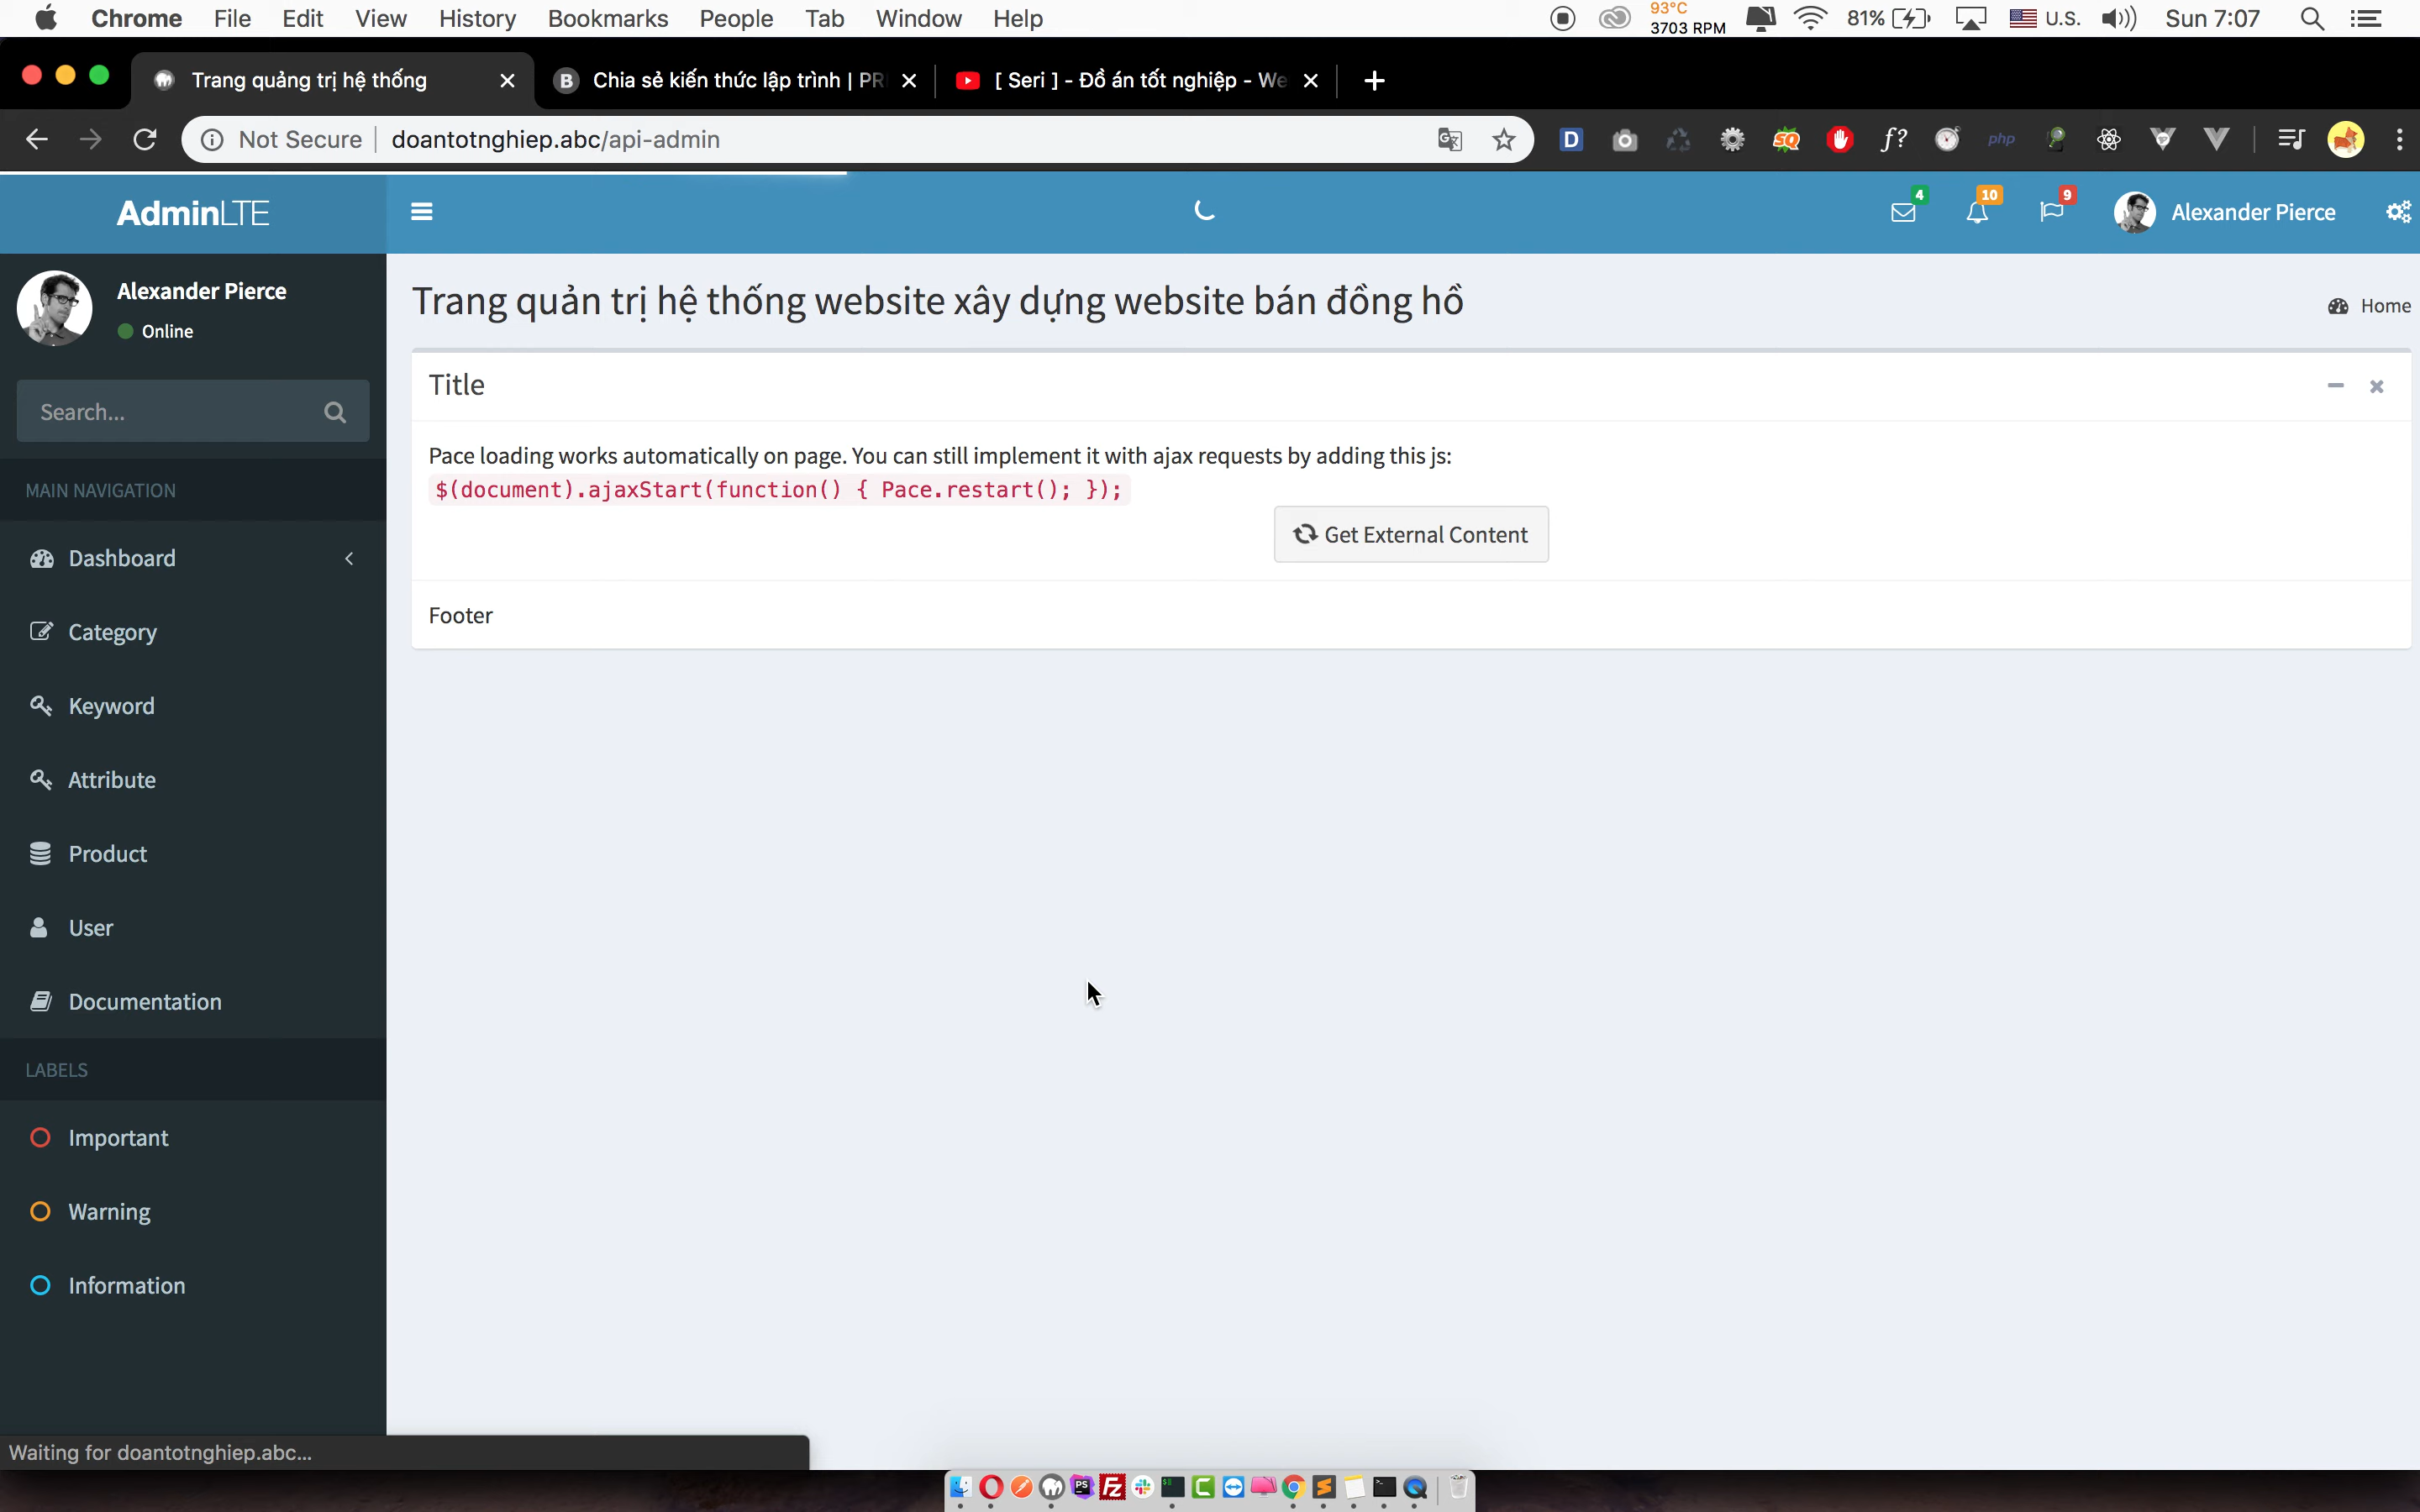 Chrome File Edit View History Bookmarks People Tab Window Help 93°C 3703 RPM 81% U.S. Sun 7:07
Trang quảng trị hệ thống Chia sẻ kiến thức lập trình | PR [ Seri ] - Đồ án tốt nghiệp - We
Not Secure doantotnghiep.abc/api-admin D SQ f? php
AdminLTE 4 10 9 Alexander Pierce
Alexander Pierce
Online
Trang quản trị hệ thống website xây dựng website bán đồng hồ Home
Search...
Title
Pace loading works automatically on page. You can still implement it with ajax requests by adding this js:
$(document).ajaxStart(function() { Pace.restart(); });
Get External Content
Footer
MAIN NAVIGATION
Dashboard
Category
Keyword
Attribute
Product
User
Documentation
LABELS
Important
Warning
Information
Waiting for doantotnghiep.abc...